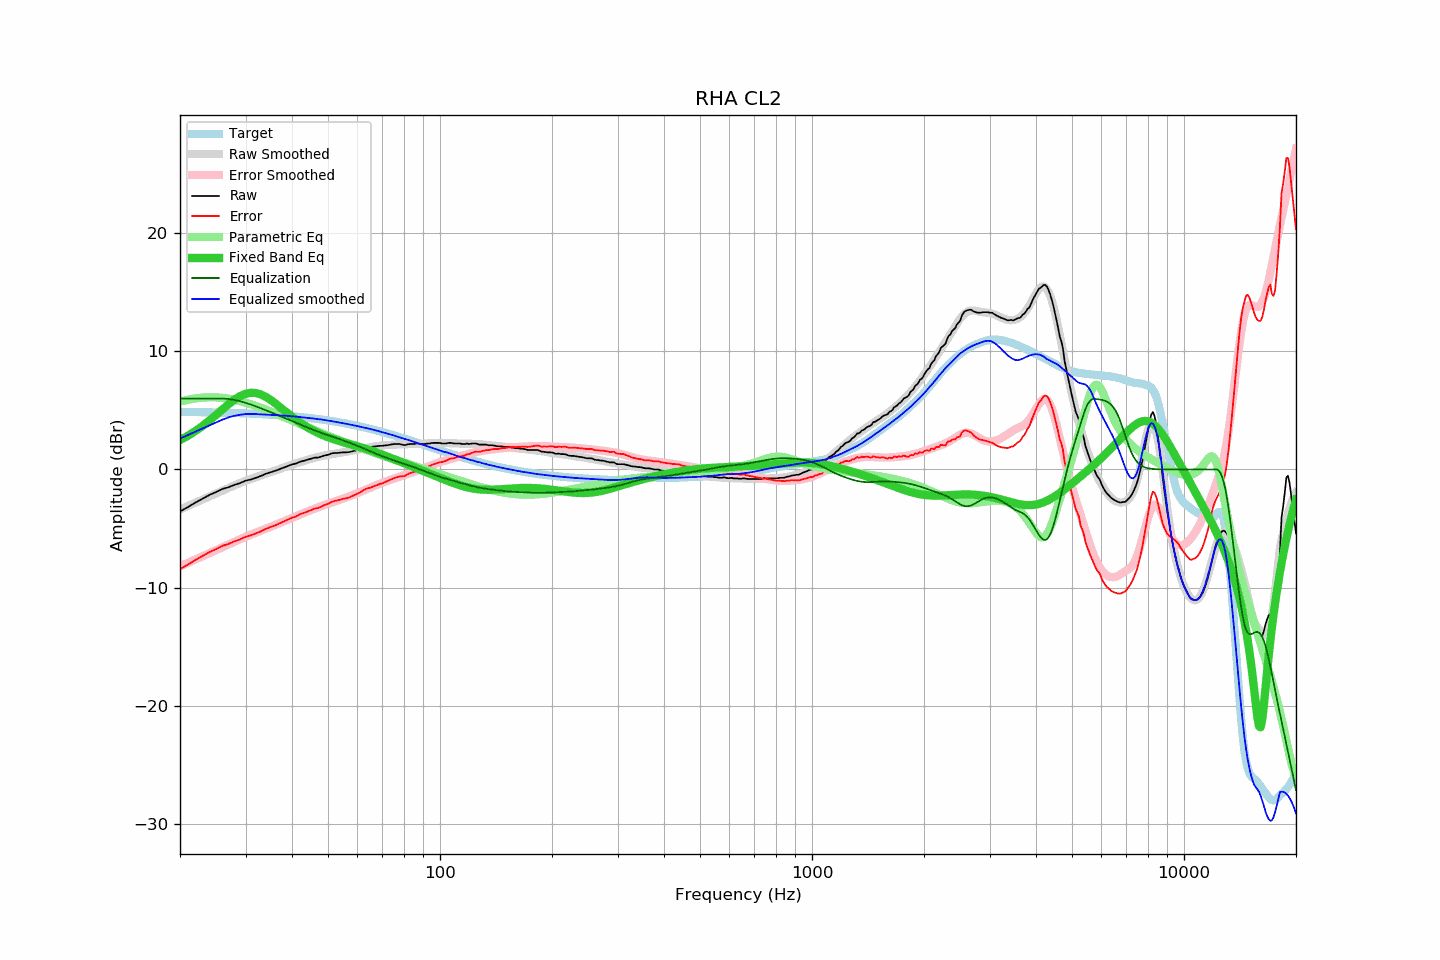 RHA CL2
Target
Raw Smoothed
Error Smoothed
Raw
Error
Parametric Eq
Fixed Band Eq
Equalization
Equalized smoothed
20
10
0
−10
−20
−30
Amplitude (dBr)
100
1000
10000
Frequency (Hz)